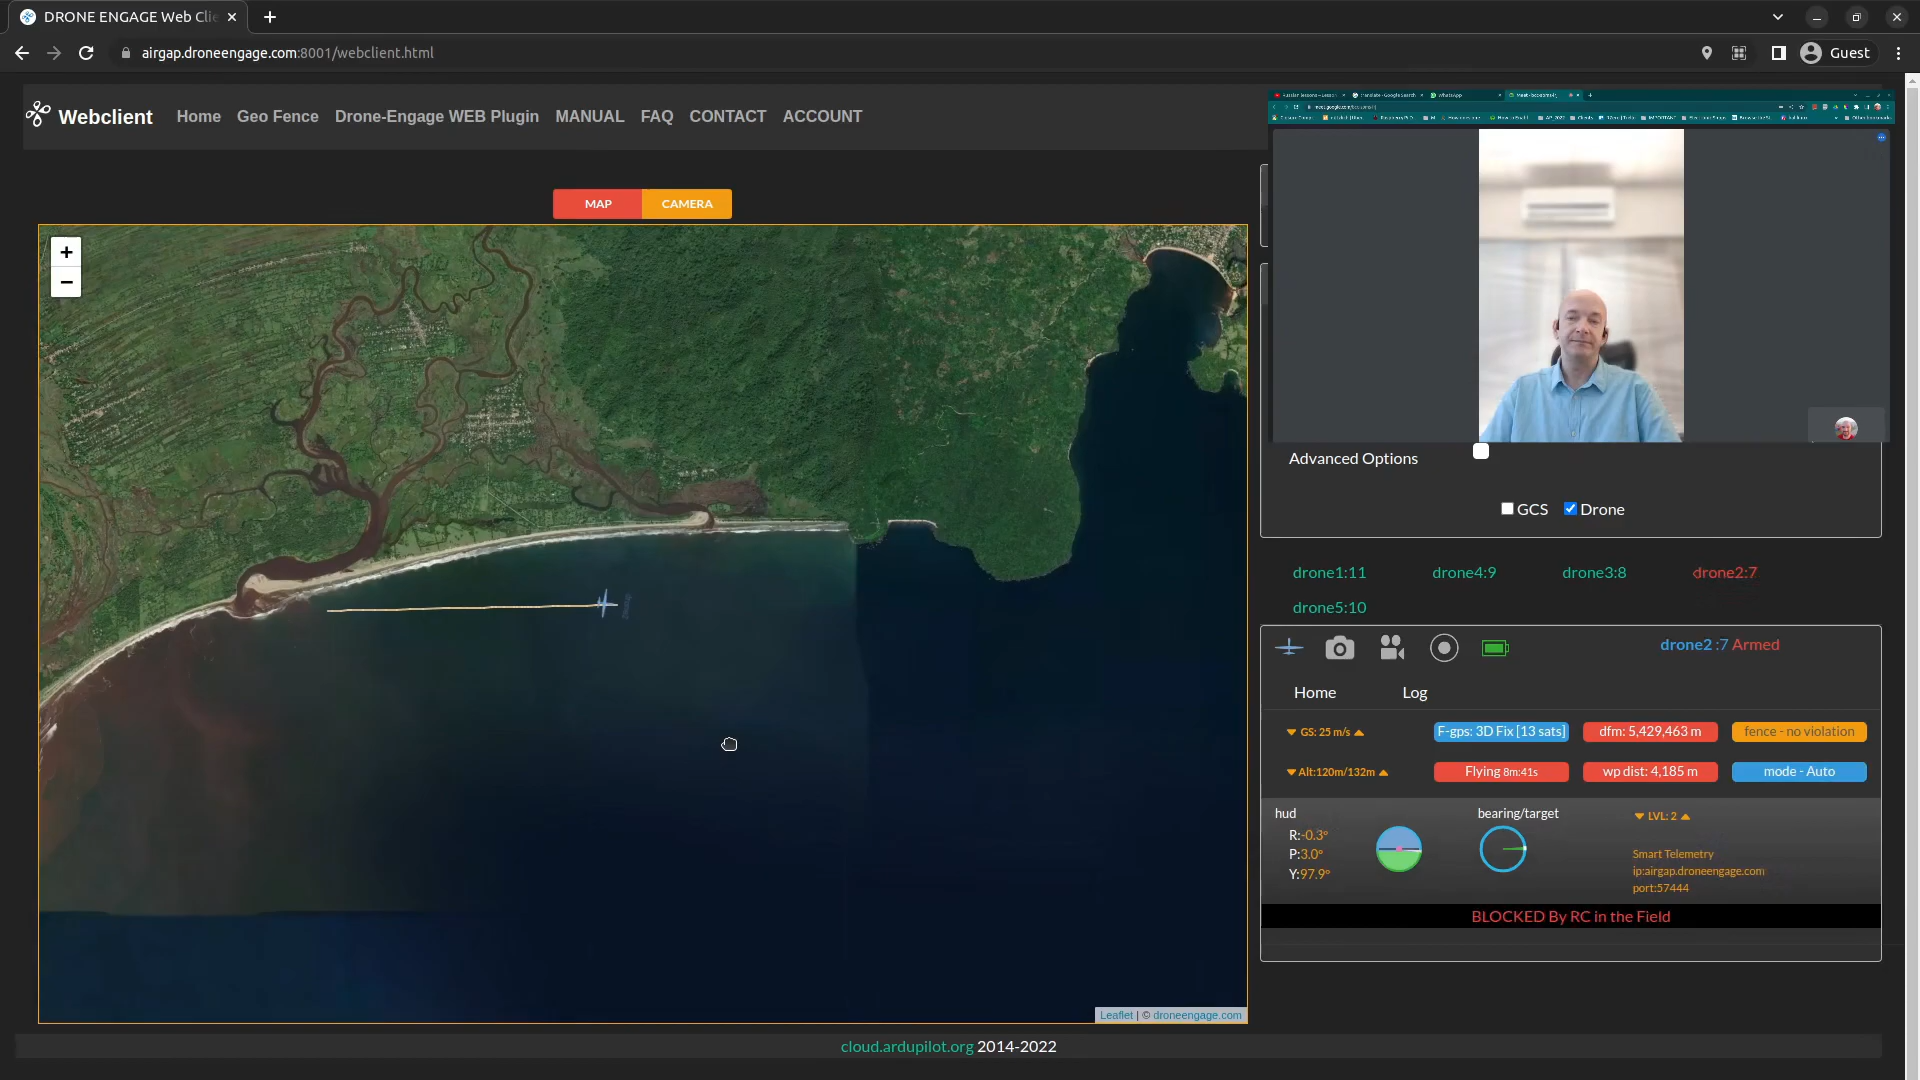 DRONE ENGAGE Web Clie
airgap.droneengage.com:8001/webclient.html
Guest
Webclient Home Geo Fence Drone-Engage WEB Plugin MANUAL FAQ CONTACT ACCOUNT
MAP CAMERA
+
−
Advanced Options
GCS Drone
drone1:11 drone4:9 drone3:8 drone2:7
drone5:10
drone2 :7 Armed
Home Log
GS: 25 m/s F-gps: 3D Fix [13 sats] dfm: 5,429,463 m fence - no violation
Alt:120m/132m Flying 8m:41s wp dist: 4,185 m mode - Auto
hud bearing/target LVL: 2
R:-0.3°
P:3.0°
Y:97.9°
Smart Telemetry
ip:airgap.droneengage.com
port:57444
BLOCKED By RC in the Field
Leaflet | © droneengage.com
cloud.ardupilot.org 2014-2022